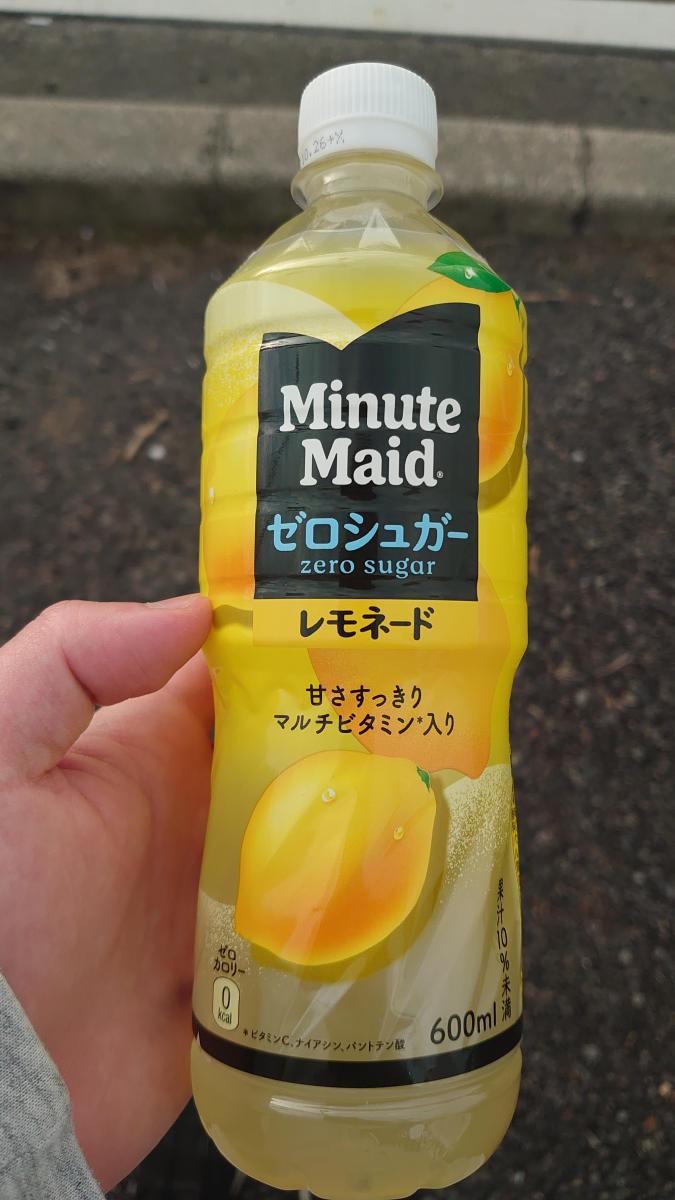 Minute
Maid®
ゼロシュガー
zero sugar
レモネード
甘さすっきり
マルチビタミン*入り
果汁10%未満
ゼロ
カロリー
0
kcal
600ml
*ビタミンC、ナイアシン、パントテン酸